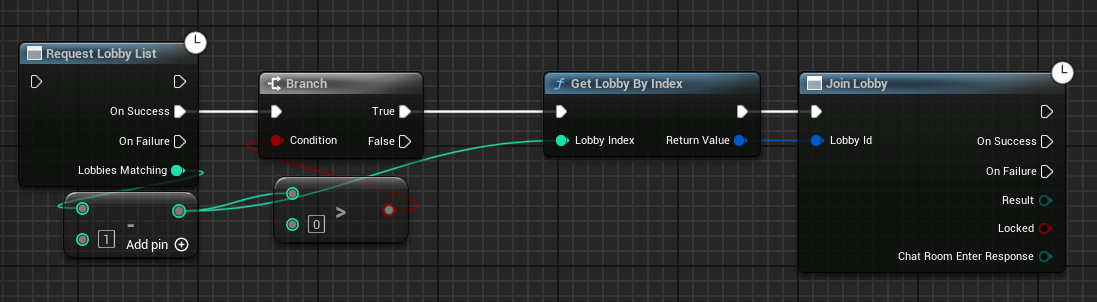 Request Lobby List
On Success
On Failure
Lobbies Matching
-
1
Add pin
Branch
True
Condition
False
>
0
f Get Lobby By Index
Lobby Index
Return Value
Join Lobby
Lobby Id
On Success
On Failure
Result
Locked
Chat Room Enter Response